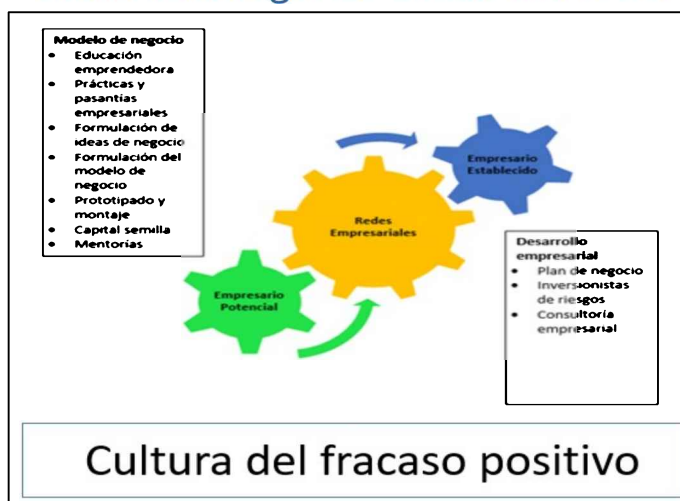 Modelo de negocio
• Educación
emprendedora
• Prácticas y
pasantías
empresariales
• Formulación de
ideas de negocio
• Formulación del
modelo de
negocio
• Prototipado y
montaje
• Capital semilla
• Mentorías
Empresario
Establecido
Redes
Empresariales
Empresario
Potencial
Desarrollo
empresarial
• Plan de negocio
• Inversionistas
de riesgos
• Consultoría
empresarial
Cultura del fracaso positivo